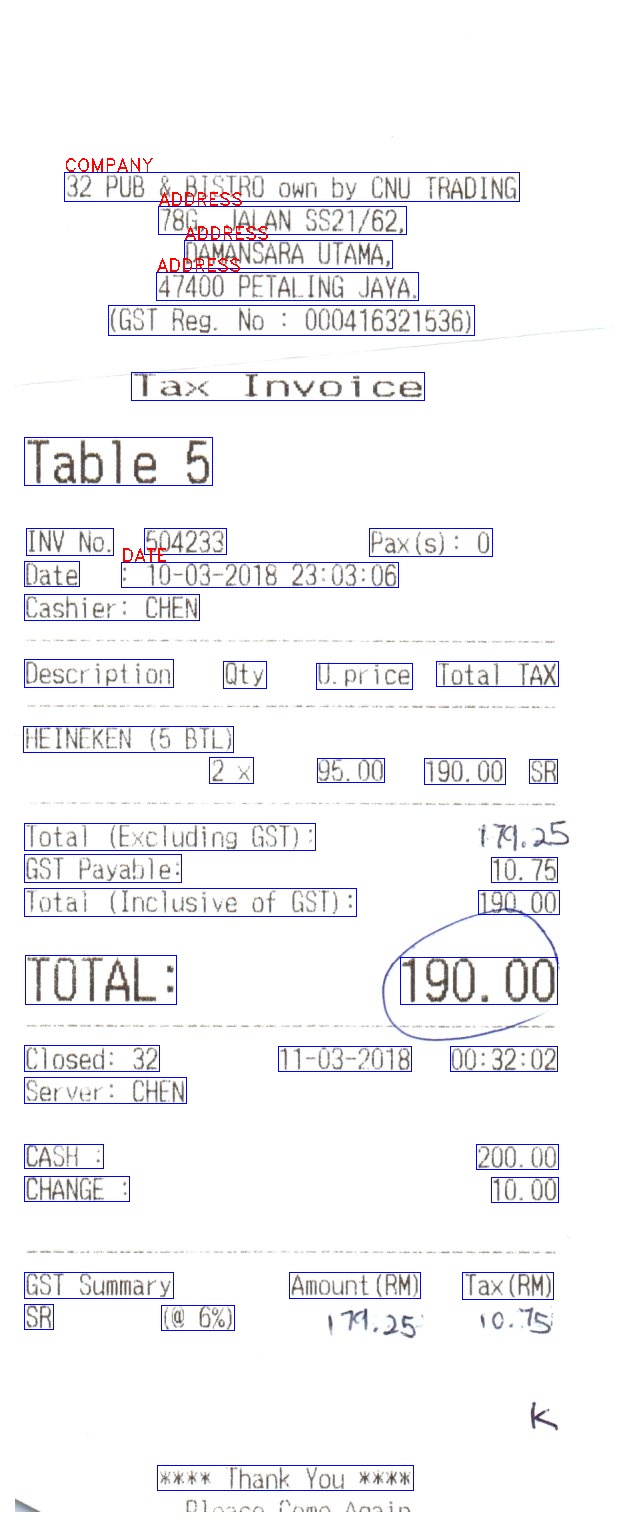 COMPANY
32 PUB & BISTRO own by CNU TRADING
ADDRESS
78G, JALAN SS21/62,
ADDRESS
DAMANSARA UTAMA,
ADDRESS
47400 PETALING JAYA.
(GST Reg. No : 000416321536)
Tax Invoice
Table 5
INV No. 504233 Pax(s): 0
DATE
Date : 10-03-2018 23:03:06
Cashier: CHEN
Description Qty U.price Total TAX
HEINEKEN (5 BTL)
2 x 95.00 190.00 SR
Total (Excluding GST): 179.25
GST Payable: 10.75
Total (Inclusive of GST): 190.00
TOTAL: 190.00
Closed: 32 11-03-2018 00:32:02
Server: CHEN
CASH : 200.00
CHANGE : 10.00
GST Summary Amount(RM) Tax(RM)
SR (@ 6%) 179.25 10.75
K
**** Thank You ****
Please Come Again